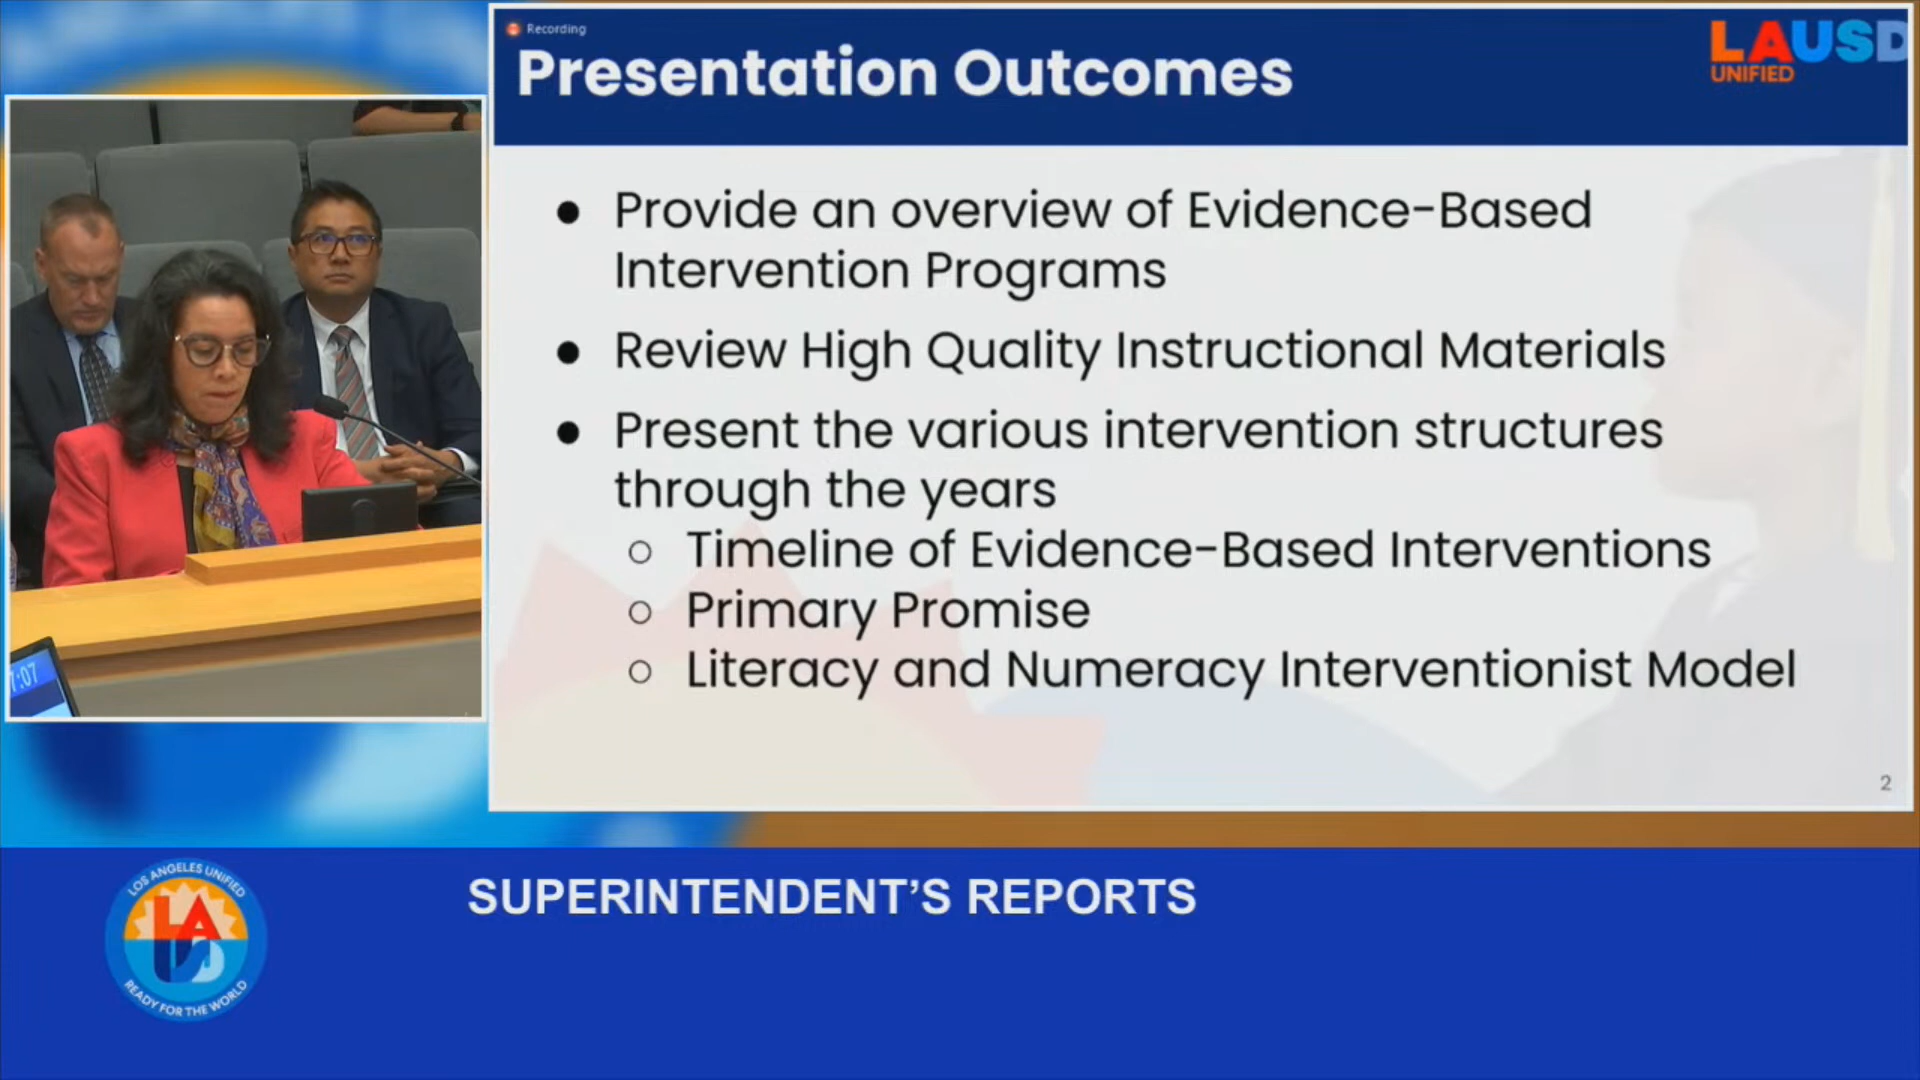 Recording
Presentation Outcomes
LAUSD
UNIFIED
● Provide an overview of Evidence-Based
Intervention Programs
● Review High Quality Instructional Materials
● Present the various intervention structures
through the years
○ Timeline of Evidence-Based Interventions
○ Primary Promise
○ Literacy and Numeracy Interventionist Model
2
:07
SUPERINTENDENT'S REPORTS
LOS ANGELES UNIFIED
LAUSD
READY FOR THE WORLD